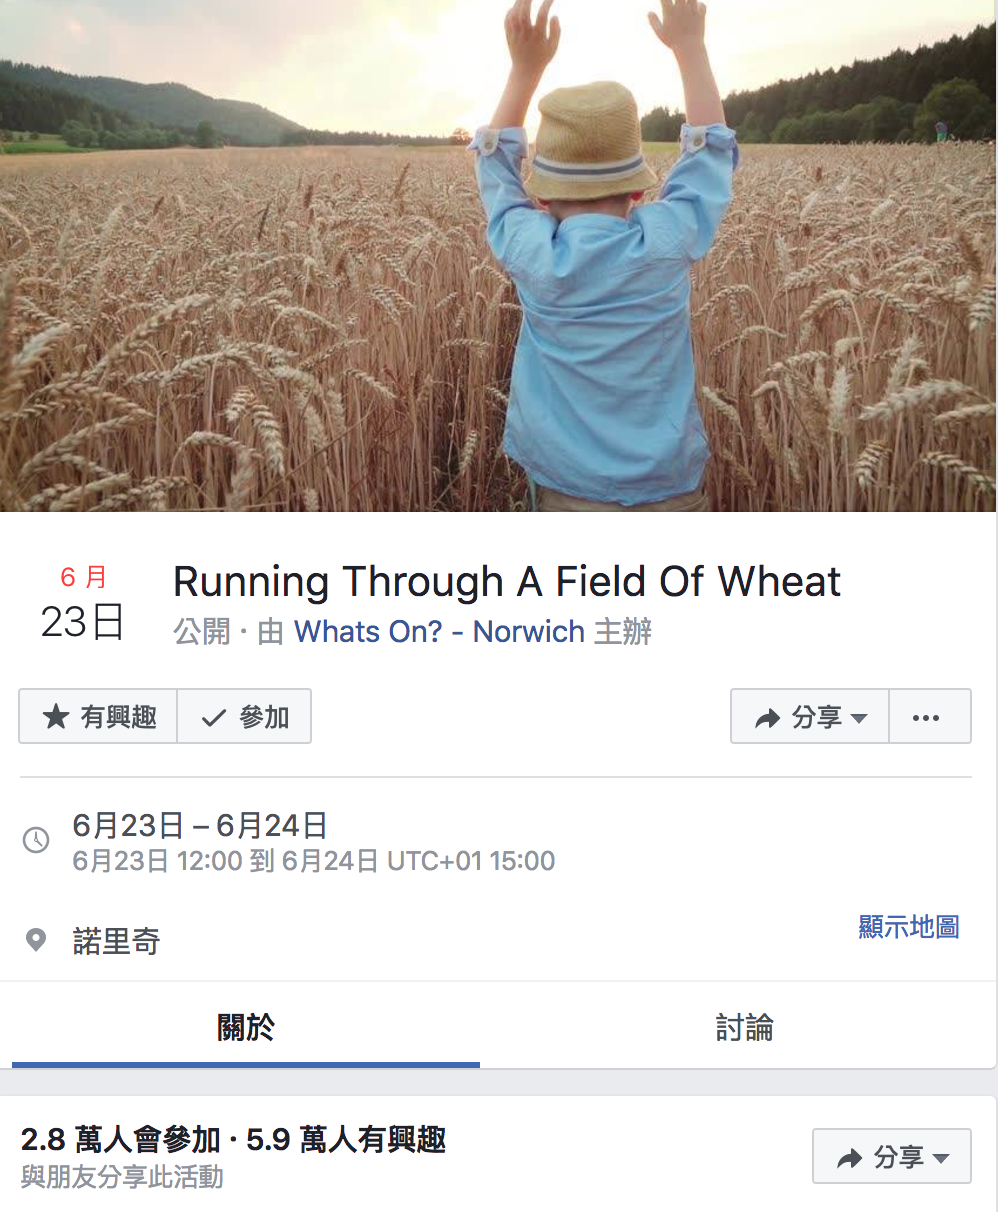 6 月
23日
Running Through A Field Of Wheat
公開 · 由 Whats On? - Norwich 主辦
有興趣 參加 分享
6月23日 – 6月24日
6月23日 12:00 到 6月24日 UTC+01 15:00
諾里奇 顯示地圖
關於 討論
2.8 萬人會參加 · 5.9 萬人有興趣
與朋友分享此活動
分享